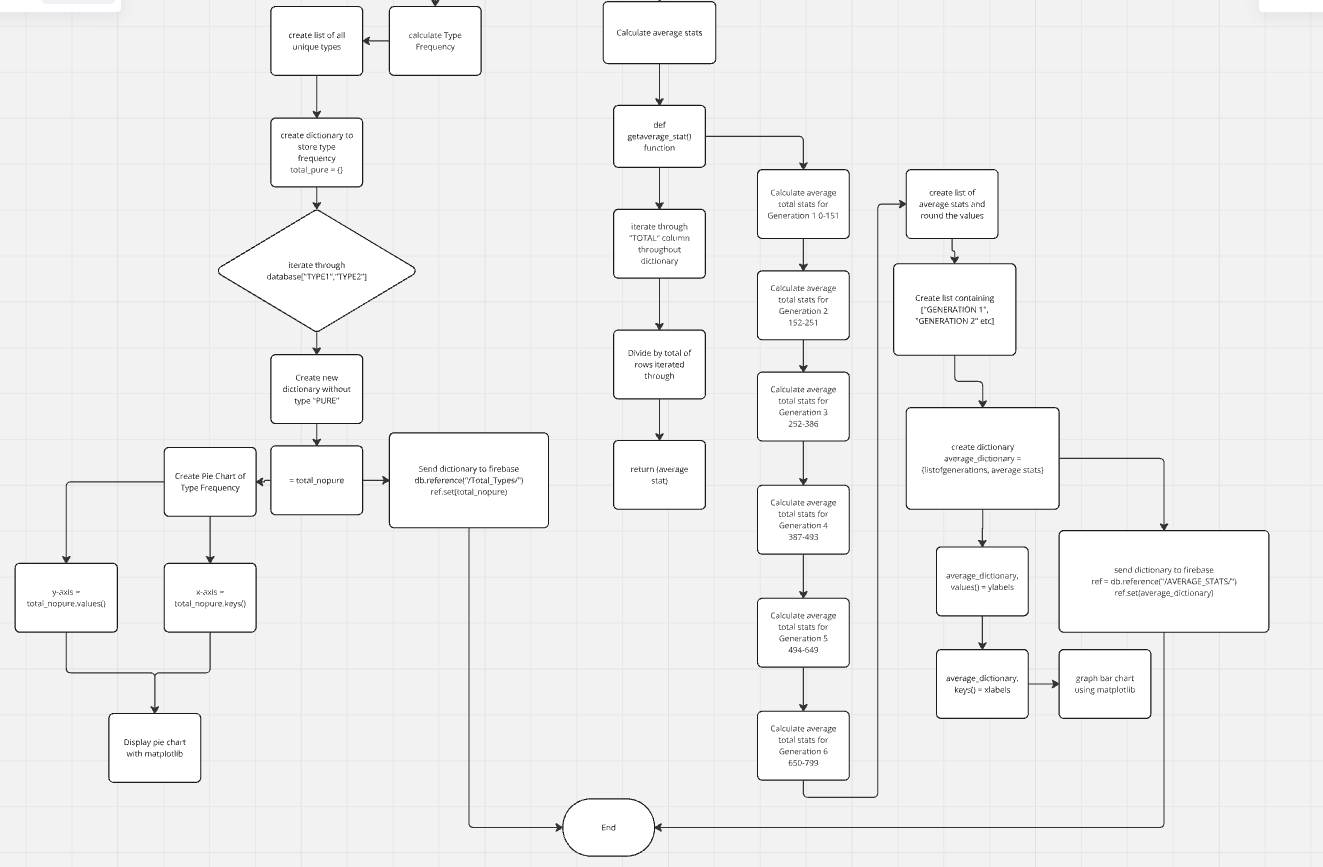 create list of all
unique types
calculate Type
Frequency
create dictionary to
store type
frequency
total_pure = {}
iterate through
database["TYPE1","TYPE2"]
Create new
dictionary without
type "PURE"
= total_nopure
Create Pie Chart of
Type Frequency
Send dictionary to firebase
db.reference("/Total_Types/")
ref.set(total_nopure)
y-axis =
total_nopure.values()
x-axis =
total_nopure.keys()
Display pie chart
with matplotlib
Calculate average stats
def
getaverage_stat()
function
iterate through
"TOTAL" column
throughout
dictionary
Divide by total of
rows iterated
through
return (average
stat)
Calculate average
total stats for
Generation 1 0-151
Calculate average
total stats for
Generation 2
152-251
Calculate average
total stats for
Generation 3
252-386
Calculate average
total stats for
Generation 4
387-493
Calculate average
total stats for
Generation 5
494-649
Calculate average
total stats for
Generation 6
650-799
create list of
average stats and
round the values
Create list containing
["GENERATION 1",
"GENERATION 2" etc]
create dictionary
average_dictionary =
{listofgenerations, average stats}
average_dictionary,
values() = ylabels
average_dictionary,
keys() = xlabels
graph bar chart
using matplotlib
send dictionary to firebase
ref = db.reference("/AVERAGE_STATS/")
ref.set(average_dictionary)
End